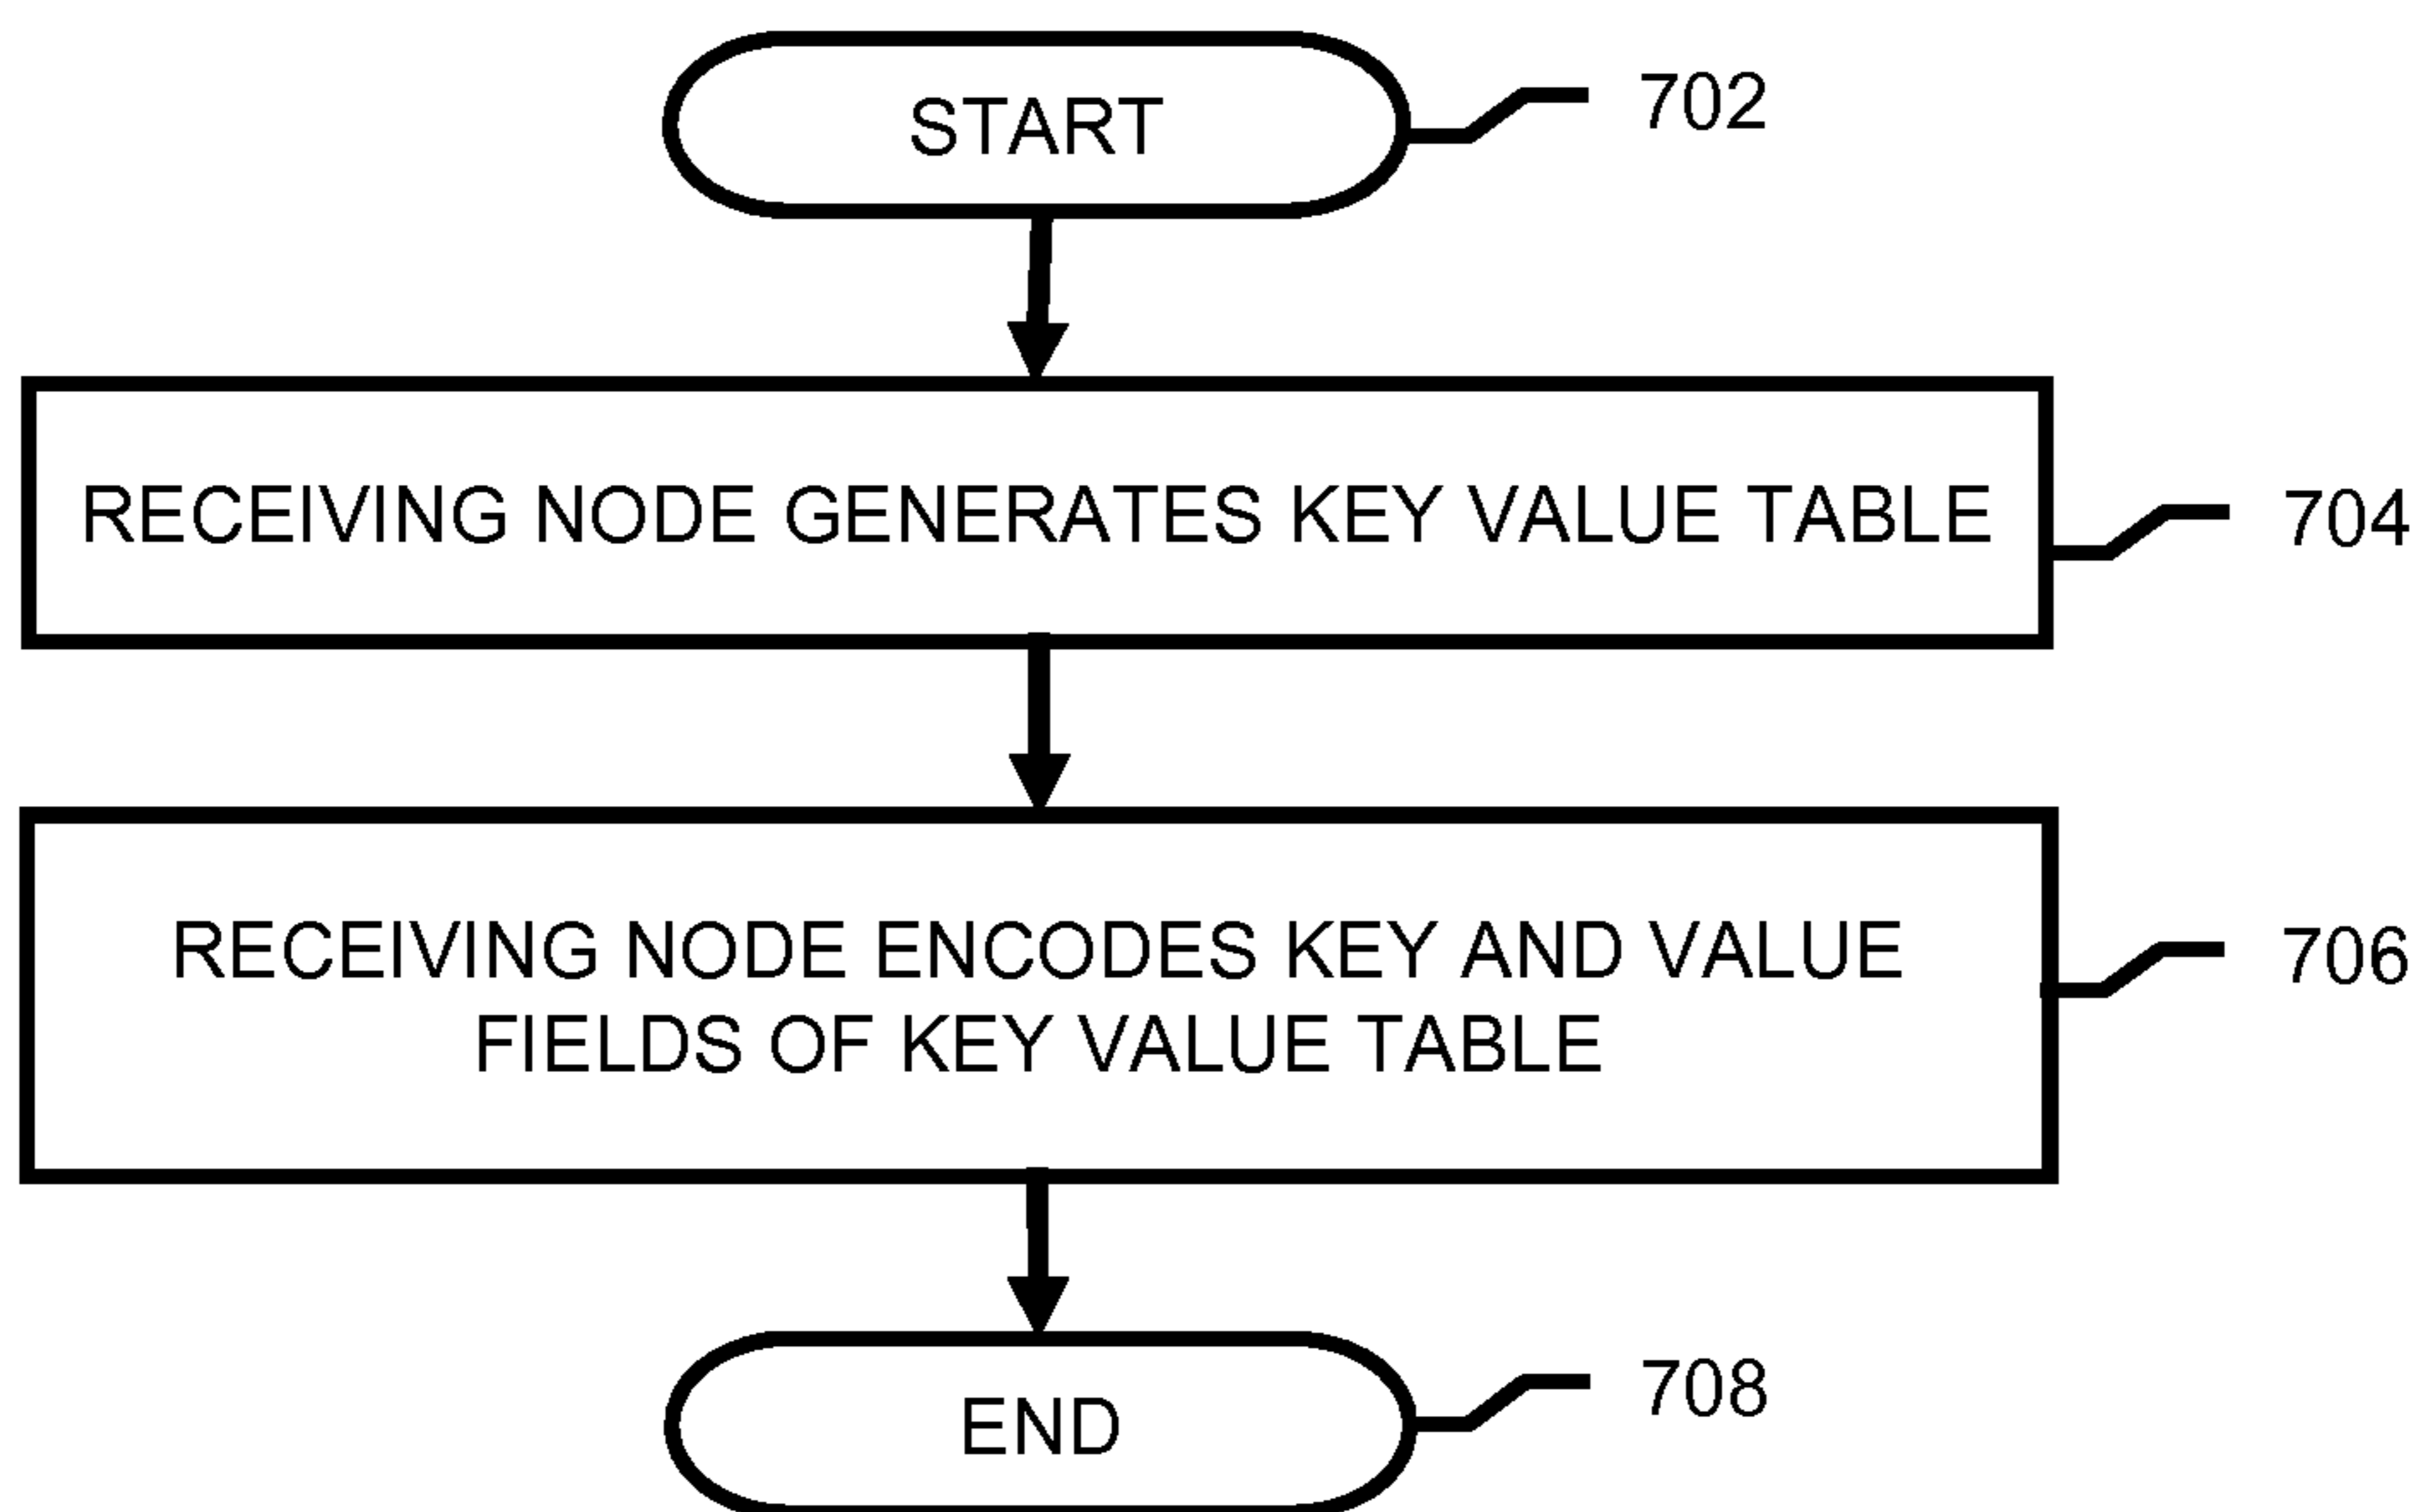 START
702
RECEIVING NODE GENERATES KEY VALUE TABLE
704
RECEIVING NODE ENCODES KEY AND VALUE
FIELDS OF KEY VALUE TABLE
706
END
708